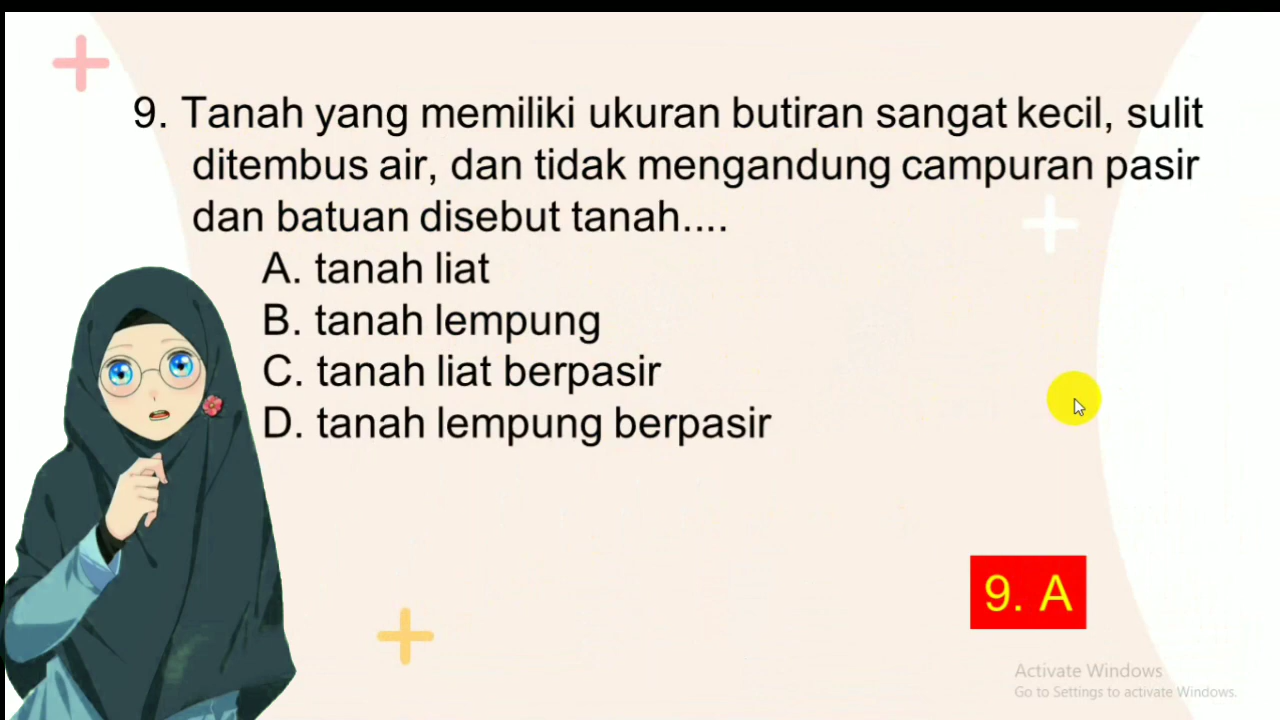 9. Tanah yang memiliki ukuran butiran sangat kecil, sulit
ditembus air, dan tidak mengandung campuran pasir
dan batuan disebut tanah....
A. tanah liat
B. tanah lempung
C. tanah liat berpasir
D. tanah lempung berpasir
9. A
Activate Windows
Go to Settings to activate Windows.